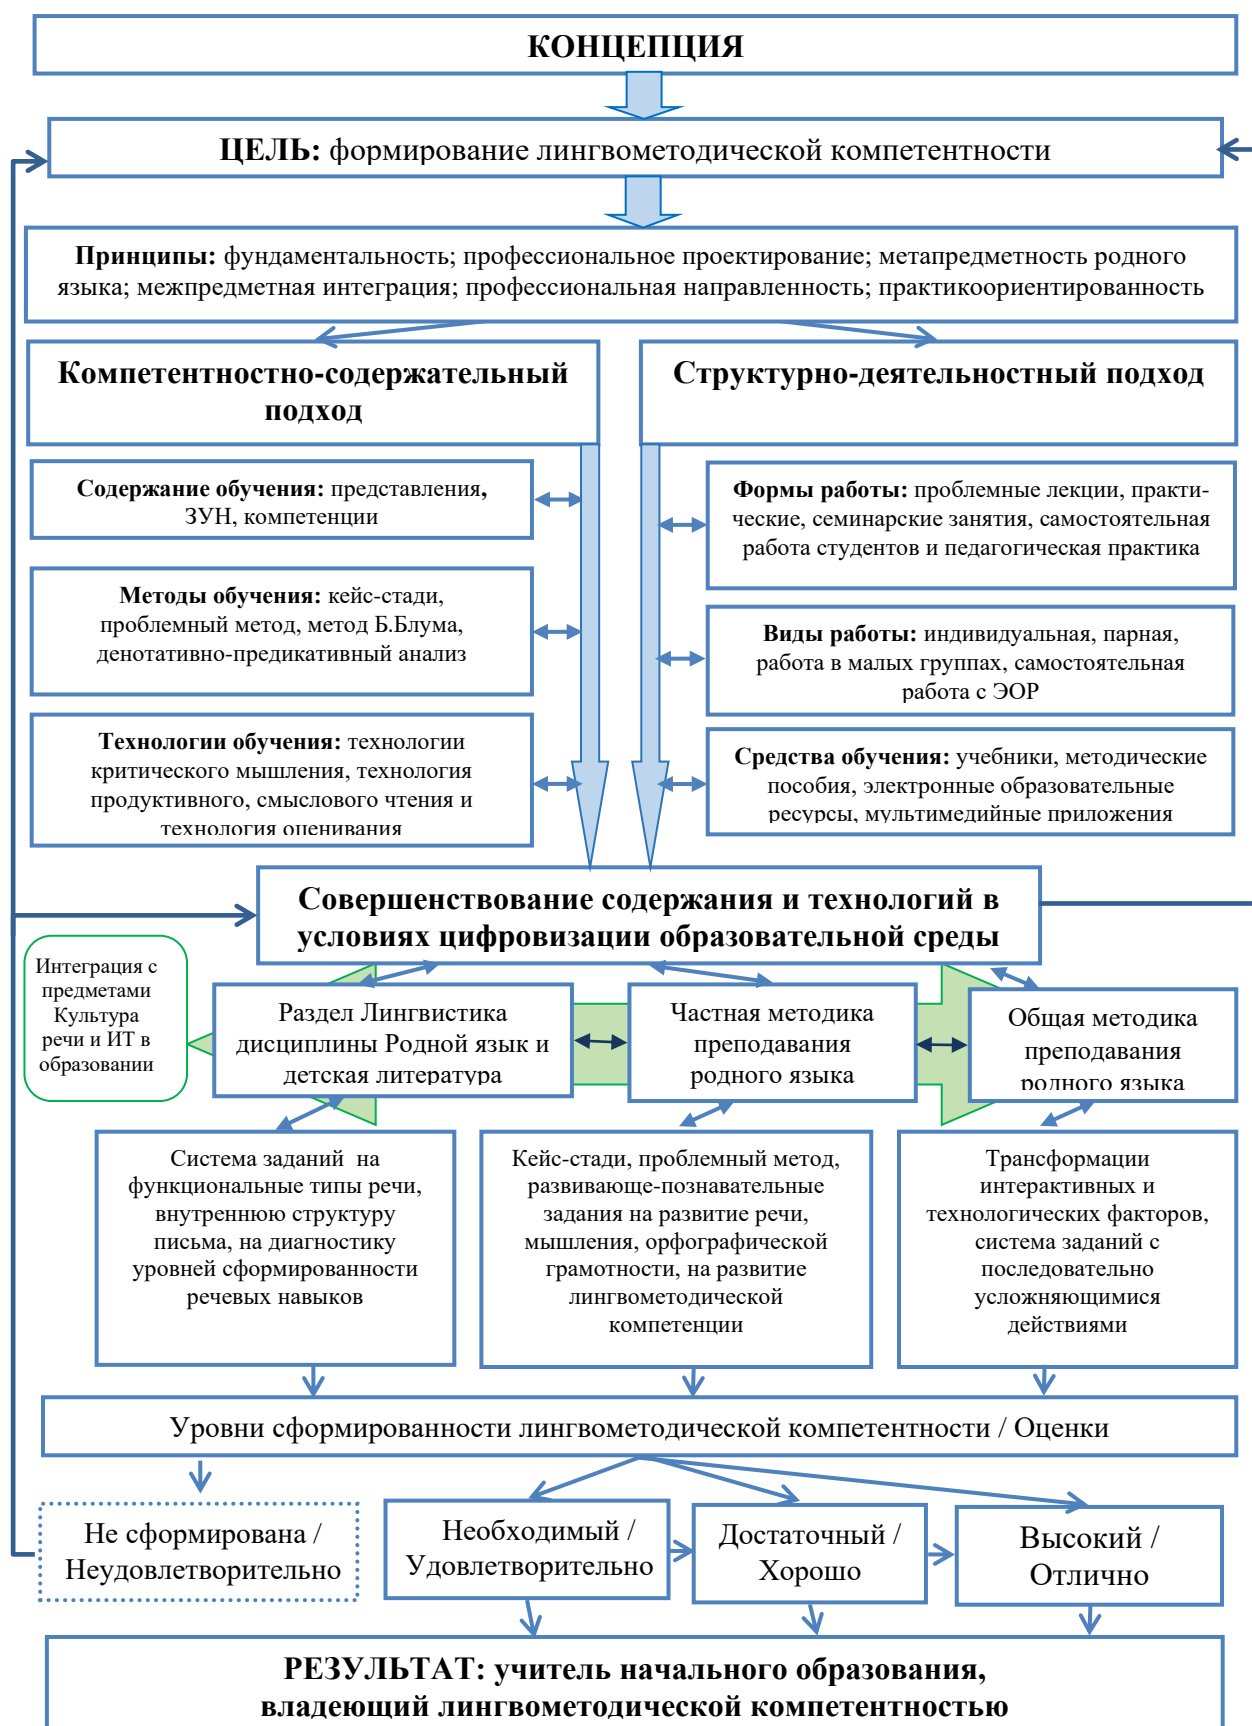 КОНЦЕПЦИЯ
ЦЕЛЬ: формирование лингвометодической компетентности
Принципы: фундаментальность; профессиональное проектирование; метапредметность родного
языка; межпредметная интеграция; профессиональная направленность; практикоориентированность
Компетентностно-содержательный
подход
Структурно-деятельностный подход
Содержание обучения: представления,
ЗУН, компетенции
Методы обучения: кейс-стади,
проблемный метод, метод Б.Блума,
денотативно-предикативный анализ
Технологии обучения: технологии
критического мышления, технология
продуктивного, смыслового чтения и
технология оценивания
Формы работы: проблемные лекции, практи-
ческие, семинарские занятия, самостоятельная
работа студентов и педагогическая практика
Виды работы: индивидуальная, парная,
работа в малых группах, самостоятельная
работа с ЭОР
Средства обучения: учебники, методические
пособия, электронные образовательные
ресурсы, мультимедийные приложения
Совершенствование содержания и технологий в
условиях цифровизации образовательной среды
Интеграция с
предметами
Культура
речи и ИТ в
образовании
Раздел Лингвистика
дисциплины Родной язык и
детская литература
Частная методика
преподавания
родного языка
Общая методика
преподавания
родного языка
Система заданий на
функциональные типы речи,
внутреннюю структуру
письма, на диагностику
уровней сформированности
речевых навыков
Кейс-стади, проблемный метод,
развивающе-познавательные
задания на развитие речи,
мышления, орфографической
грамотности, на развитие
лингвометодической
компетенции
Трансформации
интерактивных и
технологических факторов,
система заданий с
последовательно
усложняющимися
действиями
Уровни сформированности лингвометодической компетентности / Оценки
Не сформирована /
Неудовлетворительно
Необходимый /
Удовлетворительно
Достаточный /
Хорошо
Высокий /
Отлично
РЕЗУЛЬТАТ: учитель начального образования,
владеющий лингвометодической компетентностью